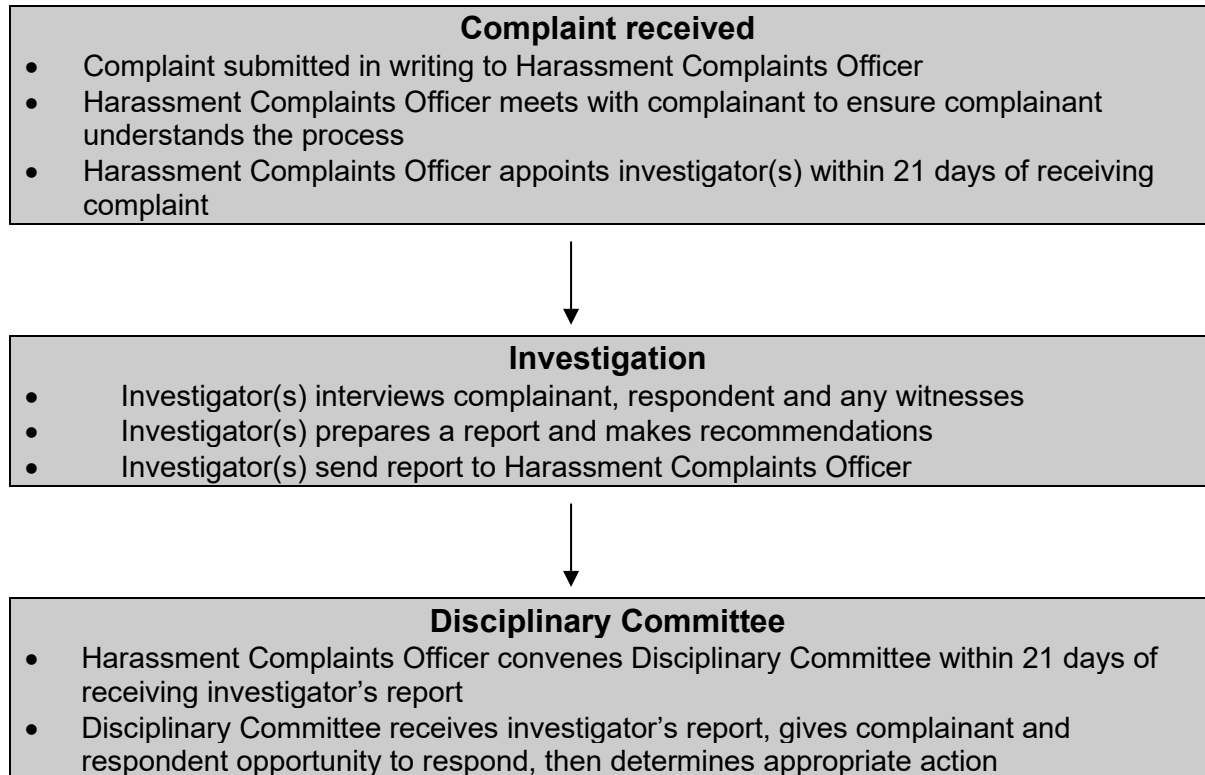 Complaint received
• Complaint submitted in writing to Harassment Complaints Officer
• Harassment Complaints Officer meets with complainant to ensure complainant
understands the process
• Harassment Complaints Officer appoints investigator(s) within 21 days of receiving
complaint
Investigation
• Investigator(s) interviews complainant, respondent and any witnesses
• Investigator(s) prepares a report and makes recommendations
• Investigator(s) send report to Harassment Complaints Officer
Disciplinary Committee
• Harassment Complaints Officer convenes Disciplinary Committee within 21 days of
receiving investigator’s report
• Disciplinary Committee receives investigator’s report, gives complainant and
respondent opportunity to respond, then determines appropriate action